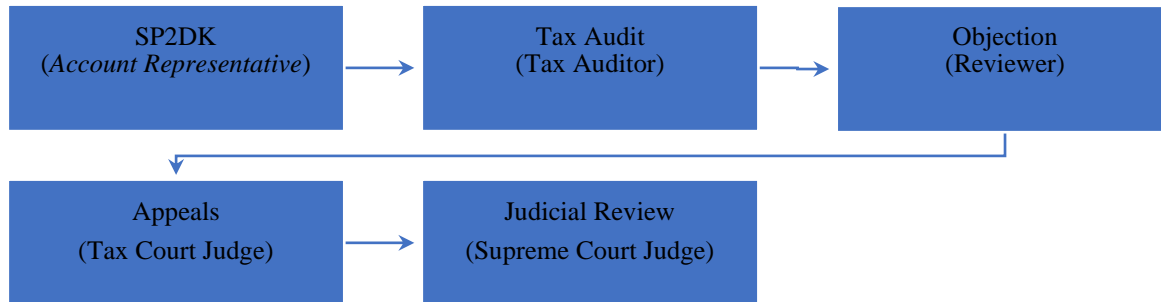 SP2DK
(Account Representative)
Tax Audit
(Tax Auditor)
Objection
(Reviewer)
Appeals
(Tax Court Judge)
Judicial Review
(Supreme Court Judge)